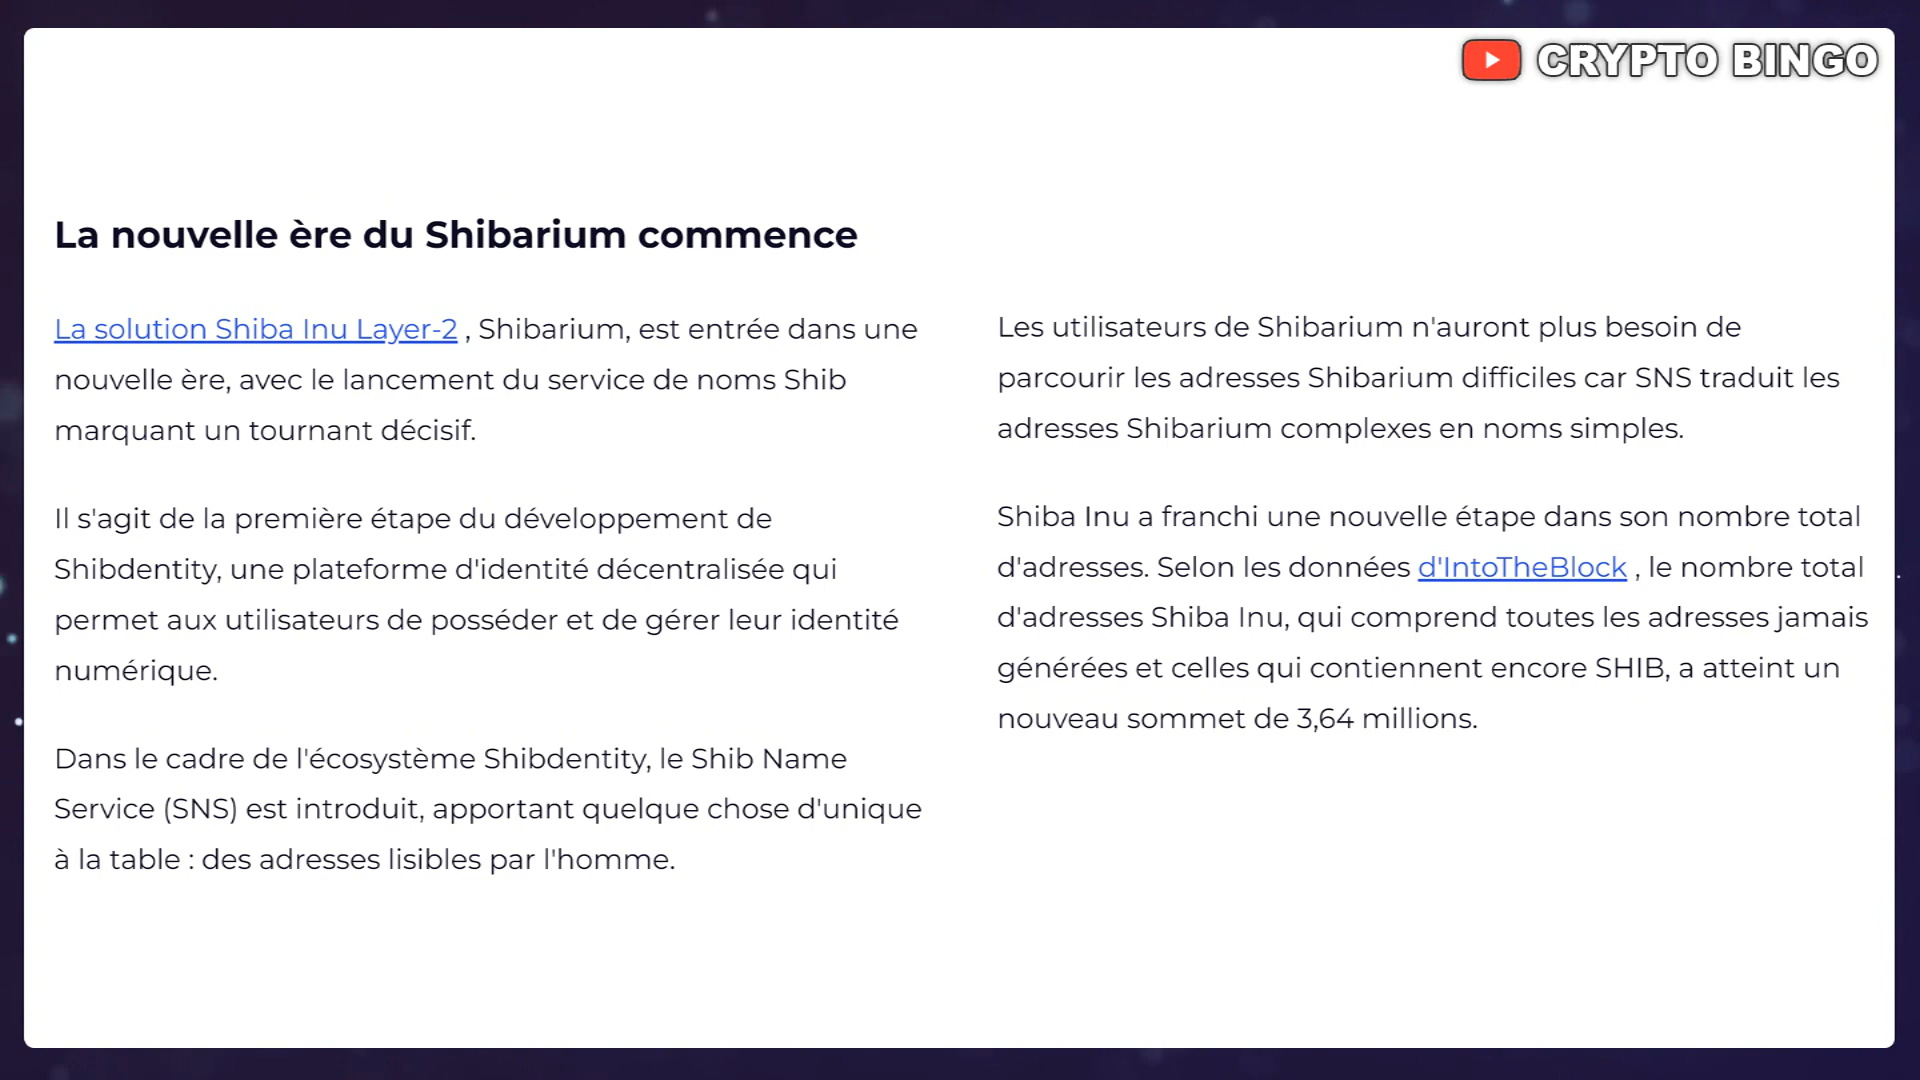 CRYPTO BINGO
La nouvelle ère du Shibarium commence
La solution Shiba Inu Layer-2 , Shibarium, est entrée dans une
nouvelle ère, avec le lancement du service de noms Shib
marquant un tournant décisif.
Il s'agit de la première étape du développement de
Shibdentity, une plateforme d'identité décentralisée qui
permet aux utilisateurs de posséder et de gérer leur identité
numérique.
Dans le cadre de l'écosystème Shibdentity, le Shib Name
Service (SNS) est introduit, apportant quelque chose d'unique
à la table : des adresses lisibles par l'homme.
Les utilisateurs de Shibarium n'auront plus besoin de
parcourir les adresses Shibarium difficiles car SNS traduit les
adresses Shibarium complexes en noms simples.
Shiba Inu a franchi une nouvelle étape dans son nombre total
d'adresses. Selon les données d'IntoTheBlock , le nombre total
d'adresses Shiba Inu, qui comprend toutes les adresses jamais
générées et celles qui contiennent encore SHIB, a atteint un
nouveau sommet de 3,64 millions.